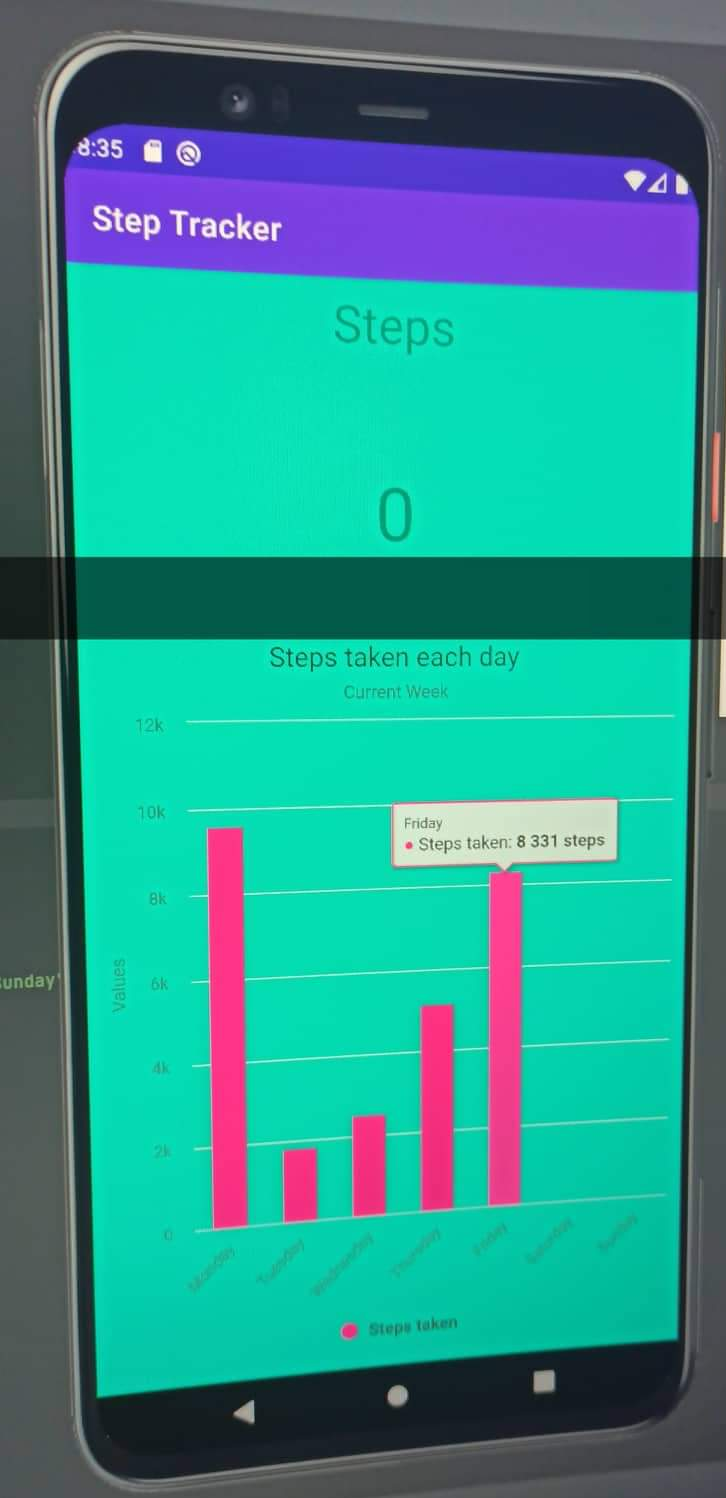 8:35
Step Tracker
Steps
0
Steps taken each day
Current Week
12k
10k
8k
6k
4k
2k
0
Values
Friday
● Steps taken: 8 331 steps
Monday
Tuesday
Wednesday
Thursday
Friday
Saturday
Sunday
Steps taken
sunday'